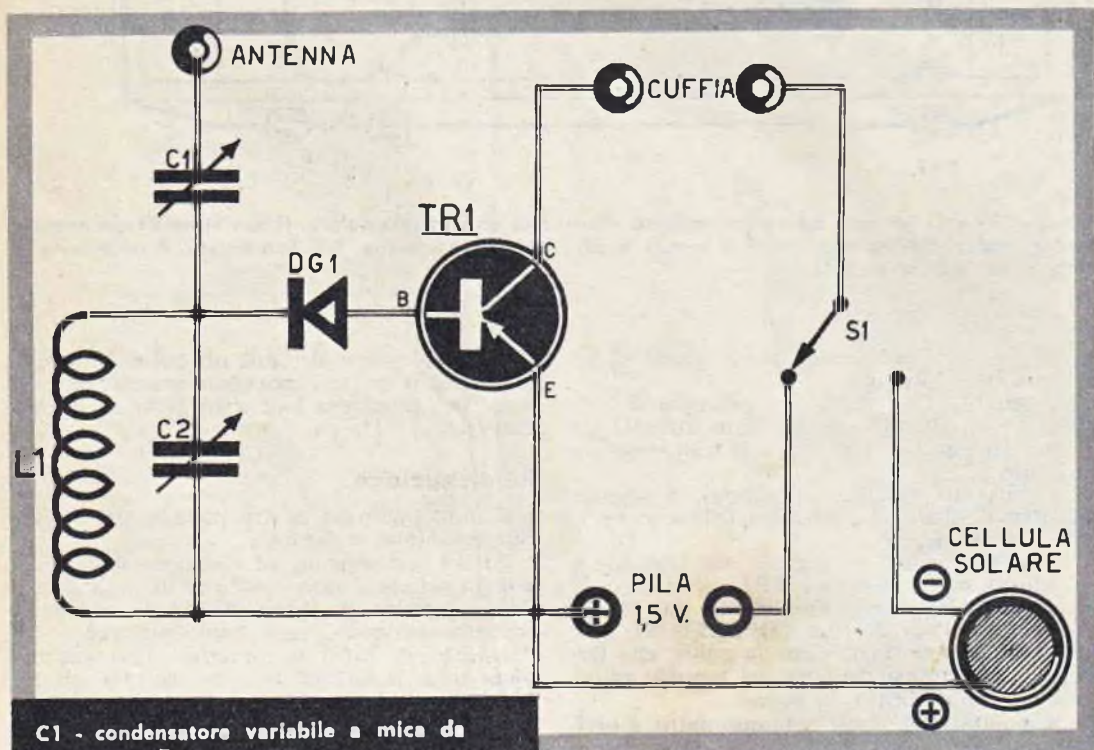 ANTENNA
CUFFIA
C1
TR1
C
DG1
B
S1
E
C2
L1
CELLULA
SOLARE
PILA
1,5 V.
C1 - condensatore variabile a mica da